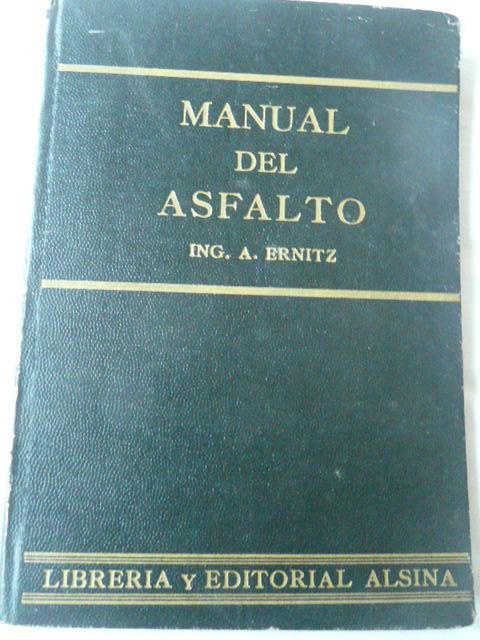 MANUAL
DEL
ASFALTO
ING. A. ERNITZ
LIBRERIA Y EDITORIAL ALSINA